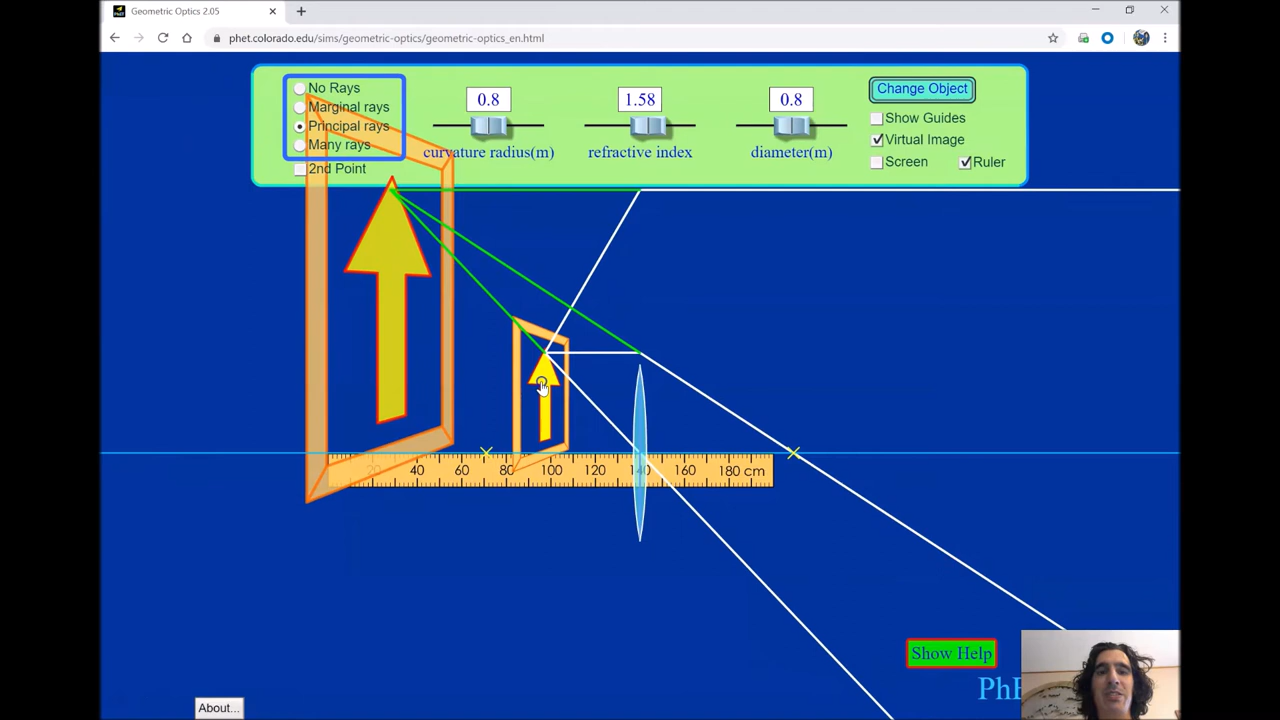 Geometric Optics 2.05
phet.colorado.edu/sims/geometric-optics/geometric-optics_en.html
No Rays
Marginal rays
Principal rays
Many rays
2nd Point
0.8
curvature radius(m)
1.58
refractive index
0.8
diameter(m)
Change Object
Show Guides
Virtual Image
Screen
Ruler
20 40 60 80 100 120 140 160 180 cm
Show Help
About...